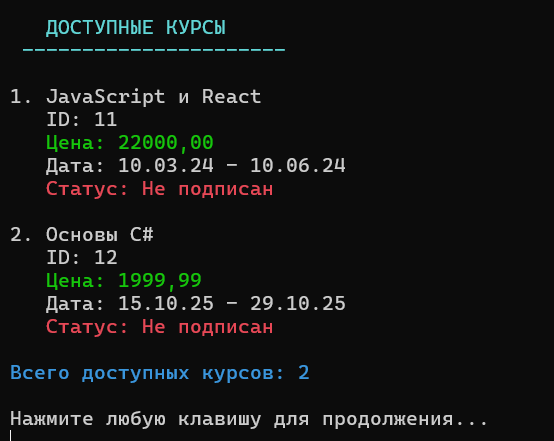 ДОСТУПНЫЕ КУРСЫ
----------------------
1. JavaScript и React
ID: 11
Цена: 22000,00
Дата: 10.03.24 - 10.06.24
Статус: Не подписан
2. Основы C#
ID: 12
Цена: 1999,99
Дата: 15.10.25 - 29.10.25
Статус: Не подписан
Всего доступных курсов: 2
Нажмите любую клавишу для продолжения...